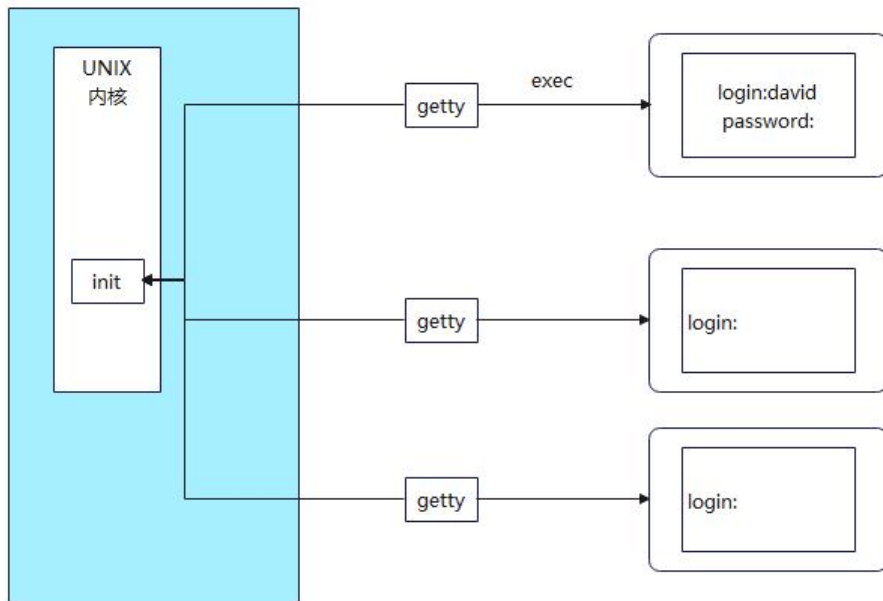 UNIX
内核
exec
getty
login:david
password:
init
getty
login:
getty
login: